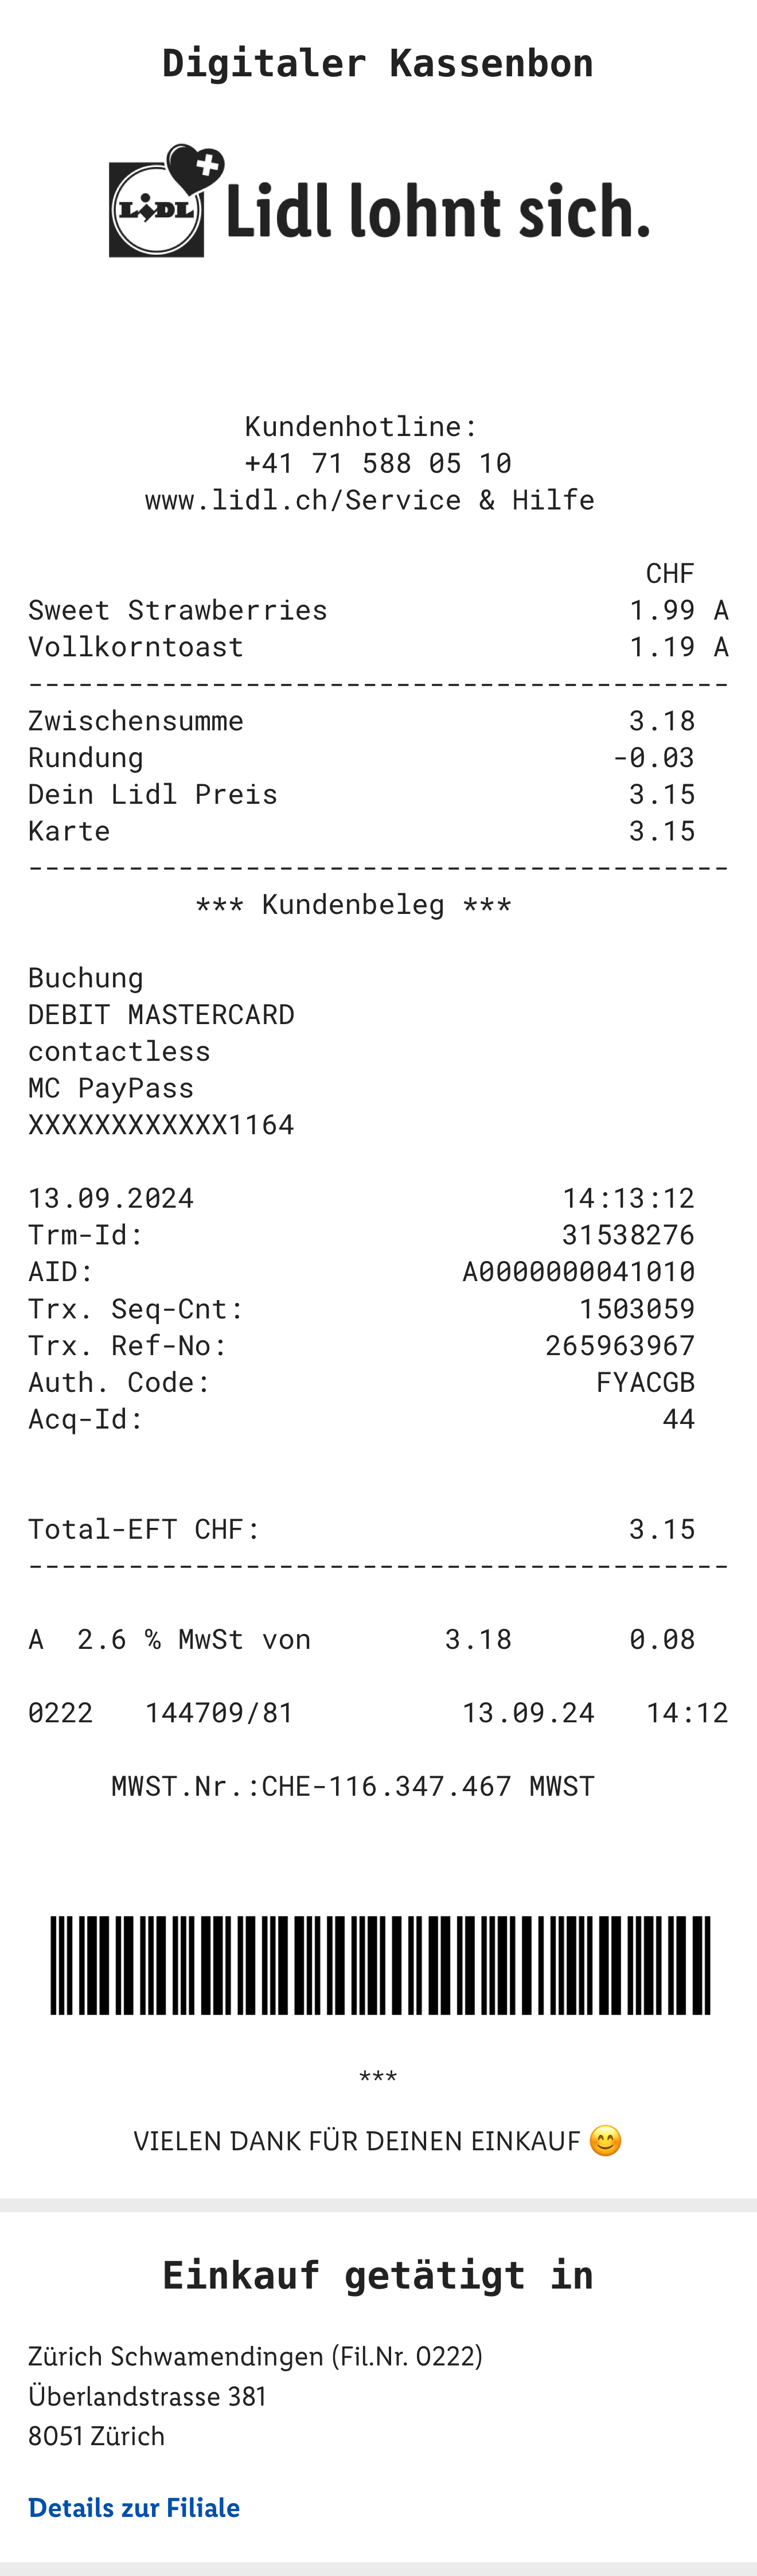 Digitaler Kassenbon
LIDL Lidl lohnt sich.
Kundenhotline:
+41 71 588 05 10
www.lidl.ch/Service & Hilfe
CHF
Sweet Strawberries 1.99 A
Vollkorntoast 1.19 A
------------------------------------------
Zwischensumme 3.18
Rundung -0.03
Dein Lidl Preis 3.15
Karte 3.15
------------------------------------------
*** Kundenbeleg ***
Buchung
DEBIT MASTERCARD
contactless
MC PayPass
XXXXXXXXXXXX1164
13.09.2024 14:13:12
Trm-Id: 31538276
AID: A0000000041010
Trx. Seq-Cnt: 1503059
Trx. Ref-No: 265963967
Auth. Code: FYACGB
Acq-Id: 44
Total-EFT CHF: 3.15
------------------------------------------
A 2.6 % MwSt von 3.18 0.08
0222 144709/81 13.09.24 14:12
MWST.Nr.:CHE-116.347.467 MWST
***
VIELEN DANK FÜR DEINEN EINKAUF 😊
Einkauf getätigt in
Zürich Schwamendingen (Fil.Nr. 0222)
Überlandstrasse 381
8051 Zürich
Details zur Filiale